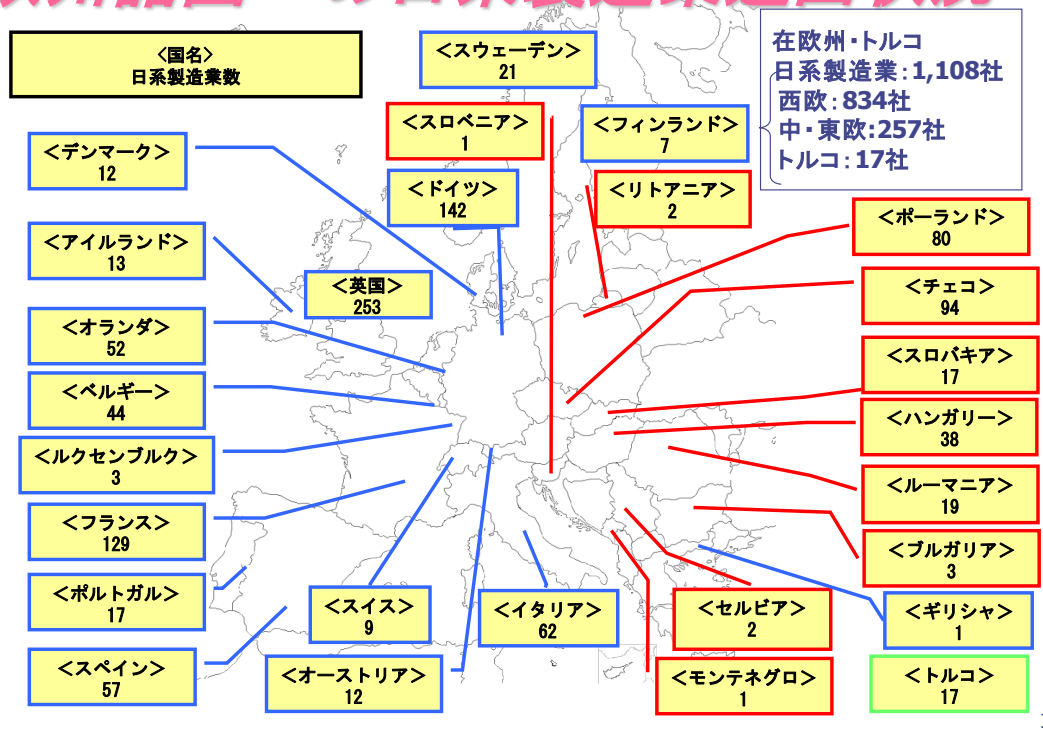 の日系製造業進出状況
<国名>
日系製造業数
在欧州・トルコ
日系製造業:1,108社
西欧:834社
中・東欧:257社
トルコ:17社
<スウェーデン>
21
<スロベニア>
1
<フィンランド>
7
<デンマーク>
12
<ドイツ>
142
<リトアニア>
2
<ポーランド>
80
<アイルランド>
13
<英国>
253
<チェコ>
94
<オランダ>
52
<スロバキア>
17
<ベルギー>
44
<ハンガリー>
38
<ルクセンブルク>
3
<ルーマニア>
19
<フランス>
129
<ブルガリア>
3
<ポルトガル>
17
<スイス>
9
<イタリア>
62
<セルビア>
2
<ギリシャ>
1
<スペイン>
57
<オーストリア>
12
<モンテネグロ>
1
<トルコ>
17